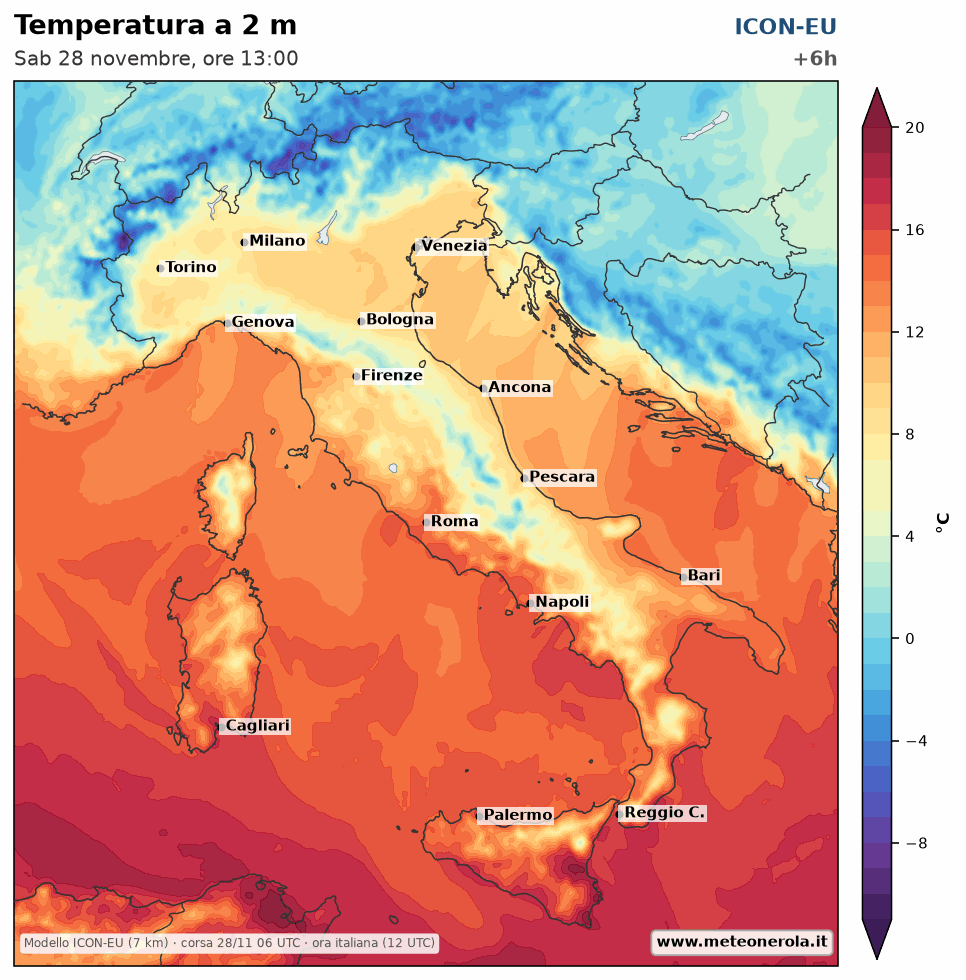 Temperatura a 2 m
ICON-EU
Sab 28 novembre, ore 13:00
+6h
20
16
12
8
4
0
−4
−8
°C
Milano
Venezia
Torino
Genova
Bologna
Firenze
Ancona
Pescara
Roma
Bari
Napoli
Cagliari
Palermo
Reggio C.
Modello ICON-EU (7 km) · corsa 28/11 06 UTC · ora italiana (12 UTC)
www.meteonerola.it